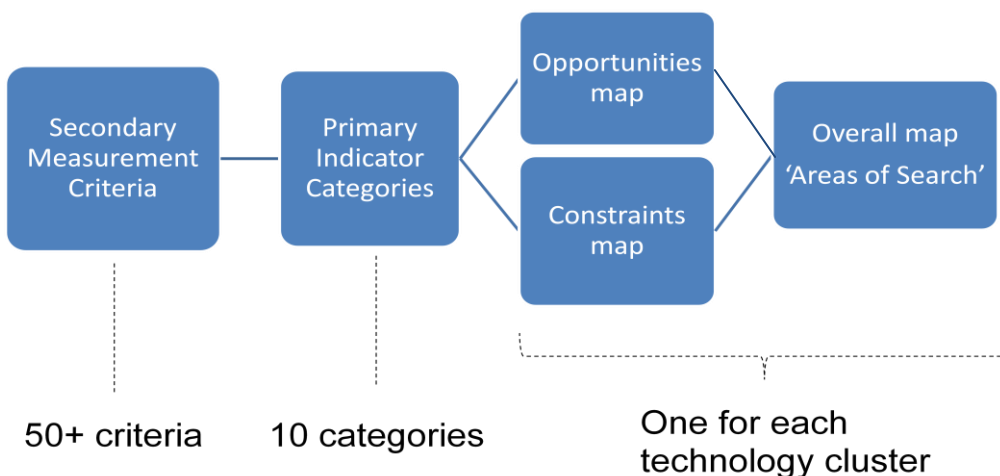 Secondary
Measurement
Criteria
Primary
Indicator
Categories
Opportunities
map
Constraints
map
Overall map
‘Areas of Search’
50+ criteria
10 categories
One for each
technology cluster